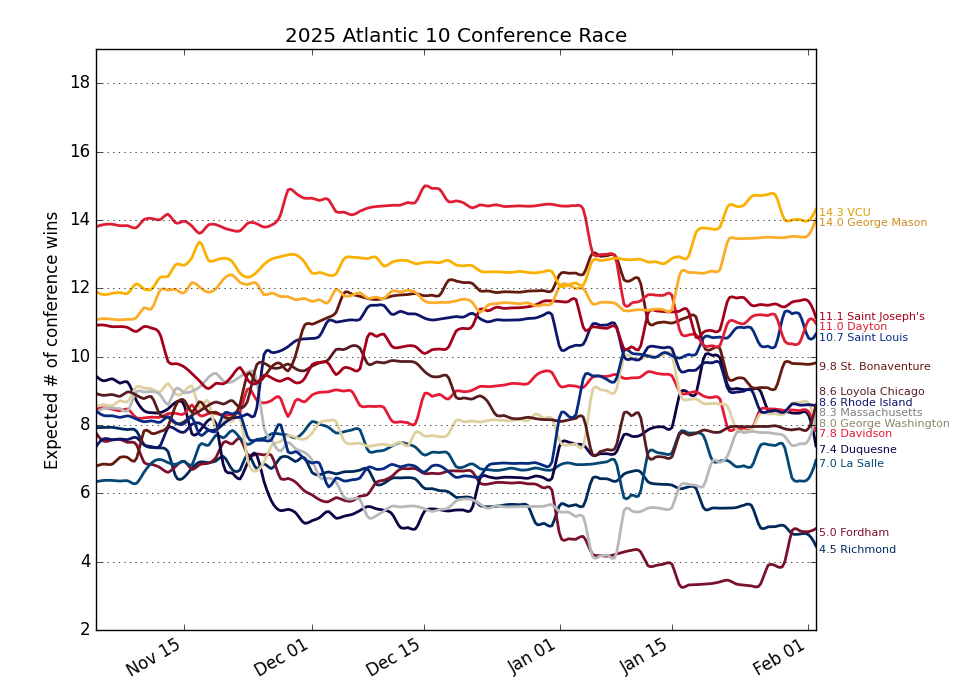 2025 Atlantic 10 Conference Race
Expected # of conference wins
18
16
14
12
10
8
6
4
2
14.3 VCU
14.0 George Mason
11.1 Saint Joseph's
11.0 Dayton
10.7 Saint Louis
9.8 St. Bonaventure
8.6 Loyola Chicago
8.6 Rhode Island
8.3 Massachusetts
8.0 George Washington
7.8 Davidson
7.4 Duquesne
7.0 La Salle
5.0 Fordham
4.5 Richmond
Nov 15
Dec 01
Dec 15
Jan 01
Jan 15
Feb 01